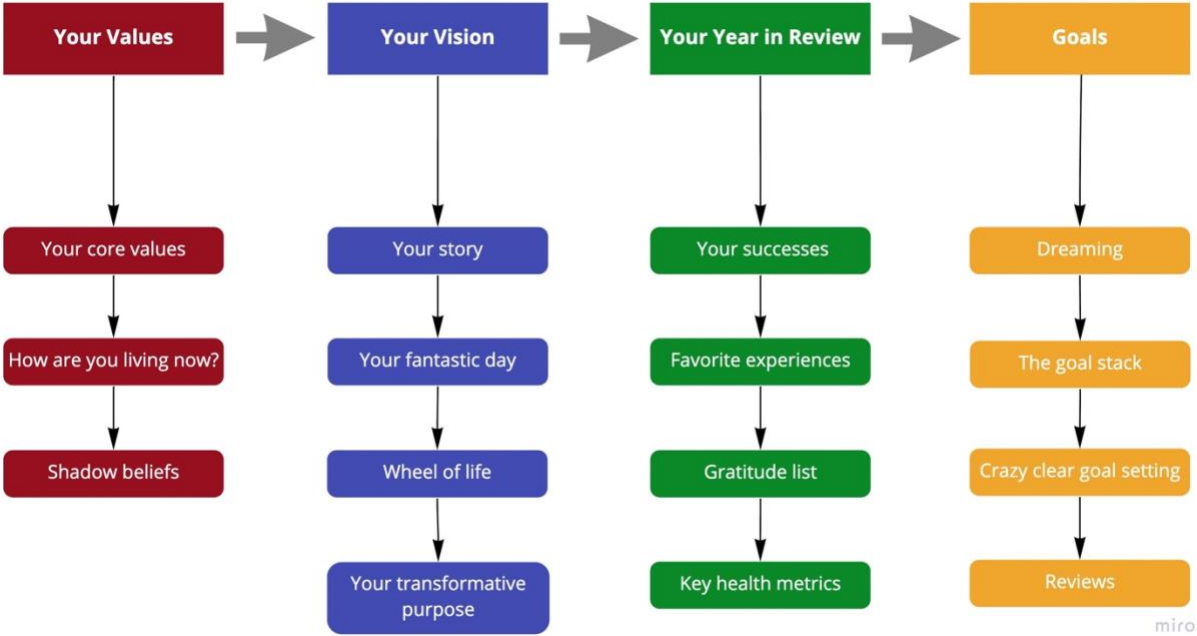 Your Values
Your Vision
Your Year in Review
Goals
Your core values
How are you living now?
Shadow beliefs
Your story
Your fantastic day
Wheel of life
Your transformative
purpose
Your successes
Favorite experiences
Gratitude list
Key health metrics
Dreaming
The goal stack
Crazy clear goal setting
Reviews
miro